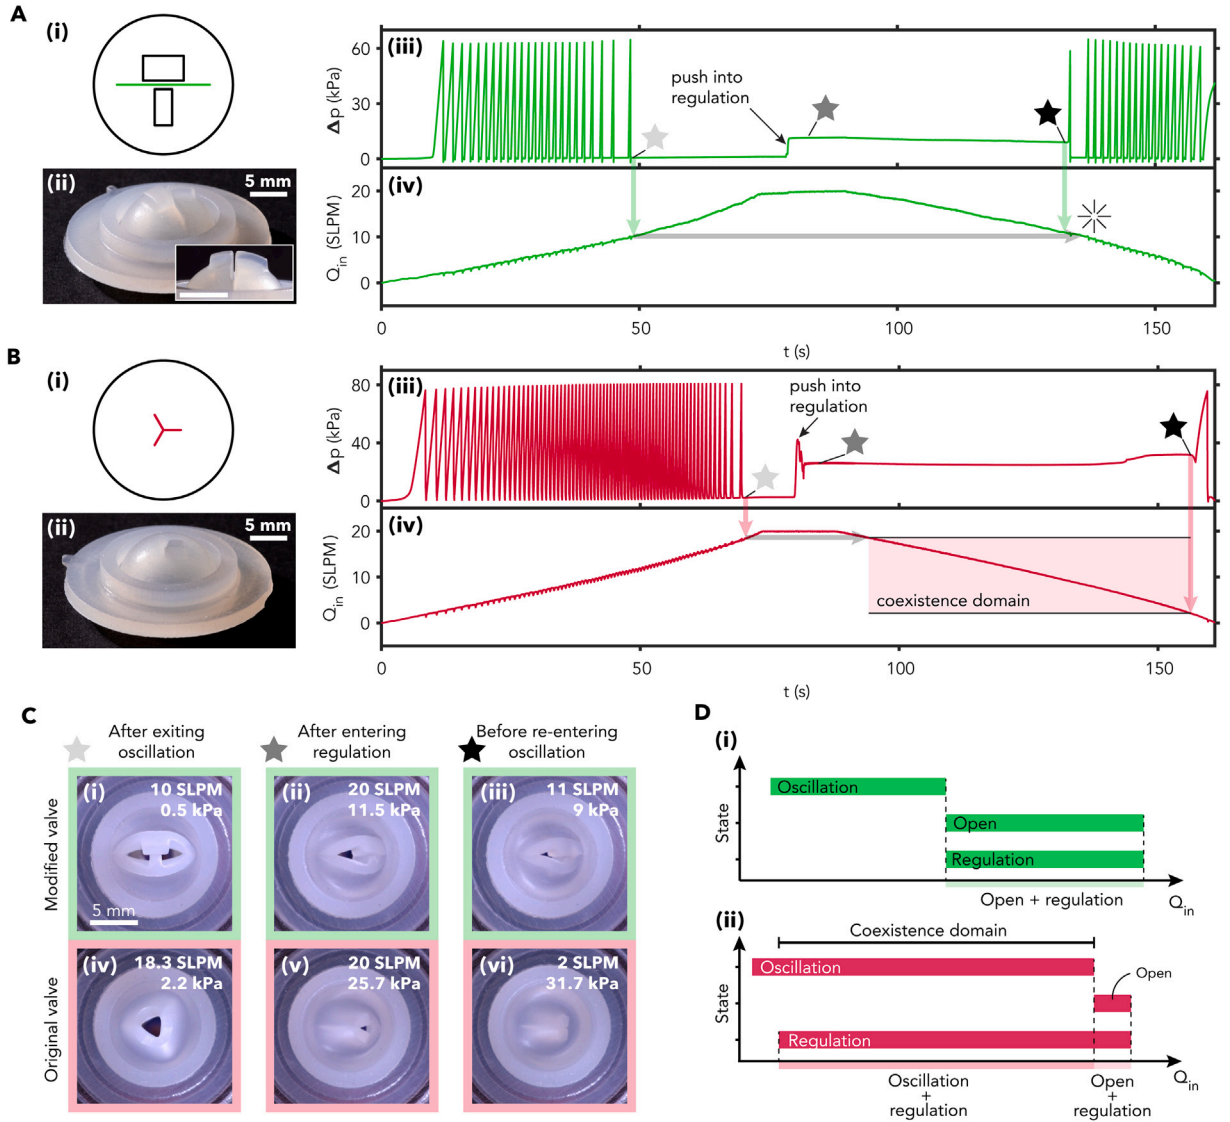 A
(i)
(ii)
5 mm
(iii)
60
30
0
Δp (kPa)
push into
regulation
(iv)
20
10
0
Qin (SLPM)
0
50
100
150
t (s)
B
(i)
(ii)
5 mm
(iii)
80
40
0
Δp (kPa)
push into
regulation
(iv)
20
10
0
Qin (SLPM)
coexistence domain
0
50
100
150
t (s)
C
After exiting
oscillation
After entering
regulation
Before re-entering
oscillation
Modified valve
(i)
10 SLPM
0.5 kPa
5 mm
(ii)
20 SLPM
11.5 kPa
(iii)
11 SLPM
9 kPa
Original valve
(iv)
18.3 SLPM
2.2 kPa
(v)
20 SLPM
25.7 kPa
(vi)
2 SLPM
31.7 kPa
D
(i)
State
Oscillation
Open
Regulation
Open + regulation
Qin
(ii)
Coexistence domain
State
Oscillation
Open
Regulation
Qin
Oscillation
+
regulation
Open
+
regulation